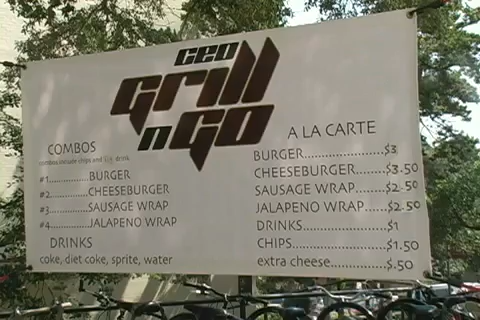 CEO
Grill
n GO
COMBOS
combos include chips and drink
#1..............BURGER
#2..............CHEESEBURGER
#3..............SAUSAGE WRAP
#4..............JALAPENO WRAP
DRINKS
coke, diet coke, sprite, water
A LA CARTE
BURGER......................$3
CHEESEBURGER........$3.50
SAUSAGE WRAP........$2.50
JALAPENO WRAP......$2.50
DRINKS.....................$1
CHIPS........................$1.50
extra cheese..............$.50